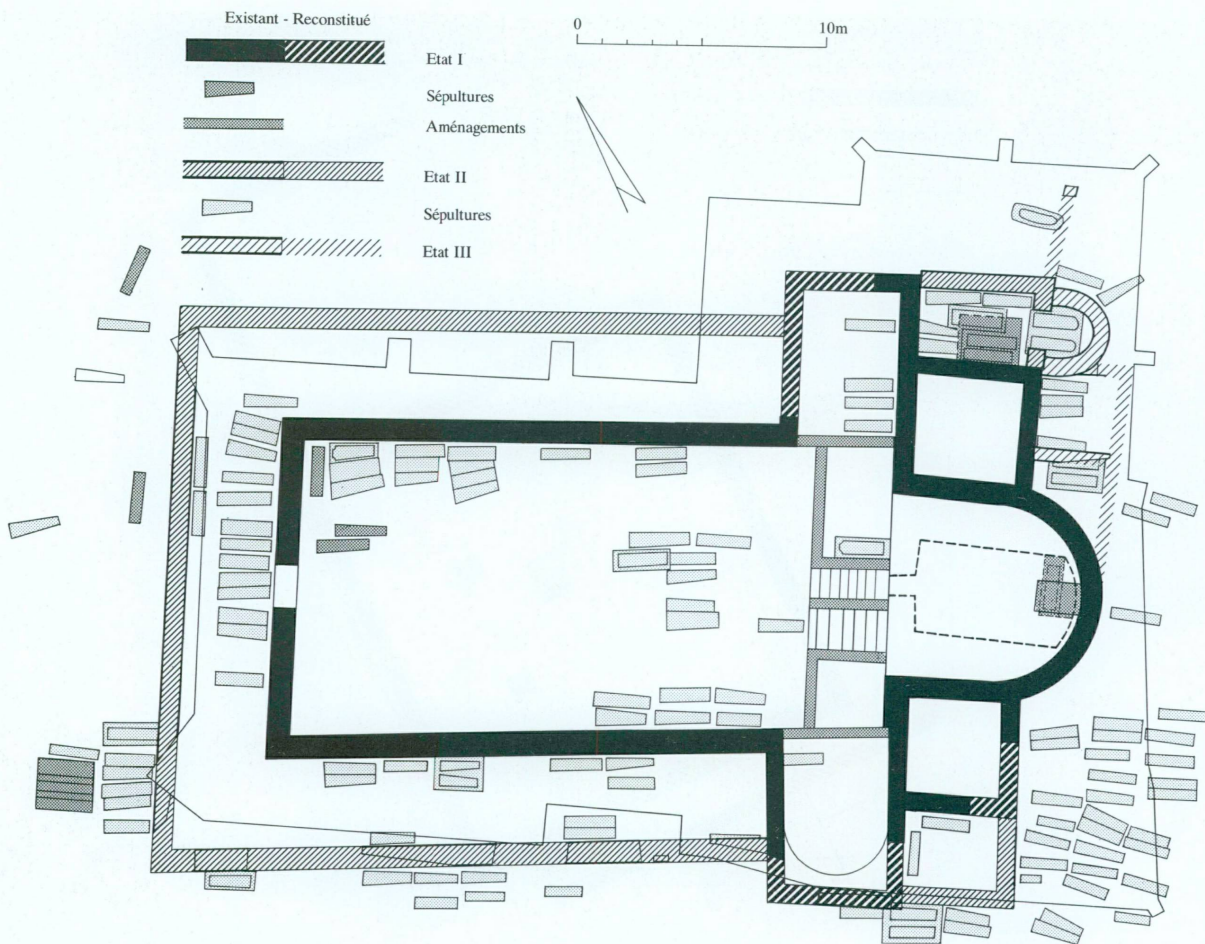 Existant - Reconstitué
0
10m
Etat I
Sépultures
Aménagements
Etat II
Sépultures
Etat III